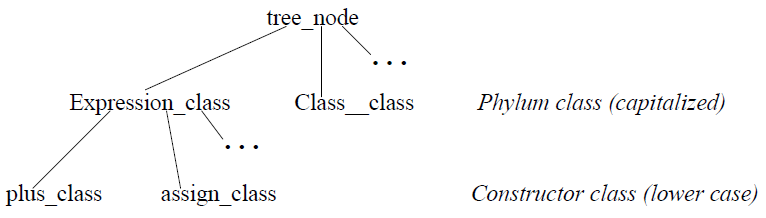 tree_node
...
Expression_class Class__class Phylum class (capitalized)
...
plus_class assign_class Constructor class (lower case)